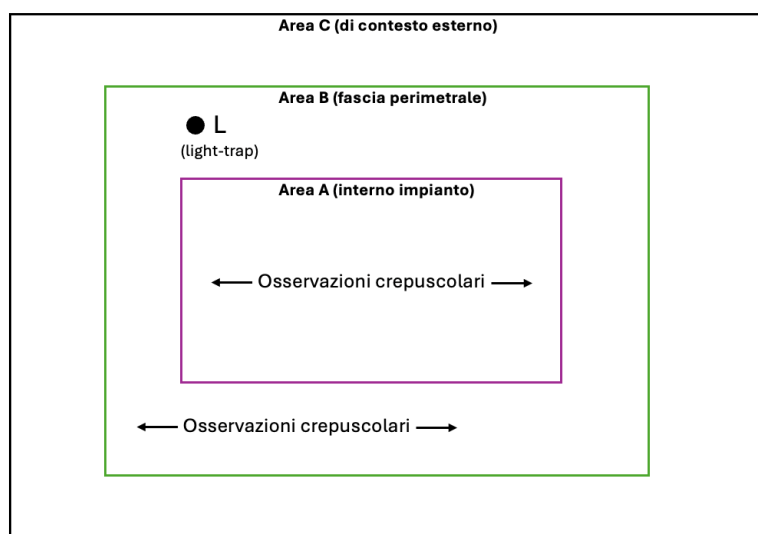 Area C (di contesto esterno)
Area B (fascia perimetrale)
L
(light-trap)
Area A (interno impianto)
Osservazioni crepuscolari
Osservazioni crepuscolari